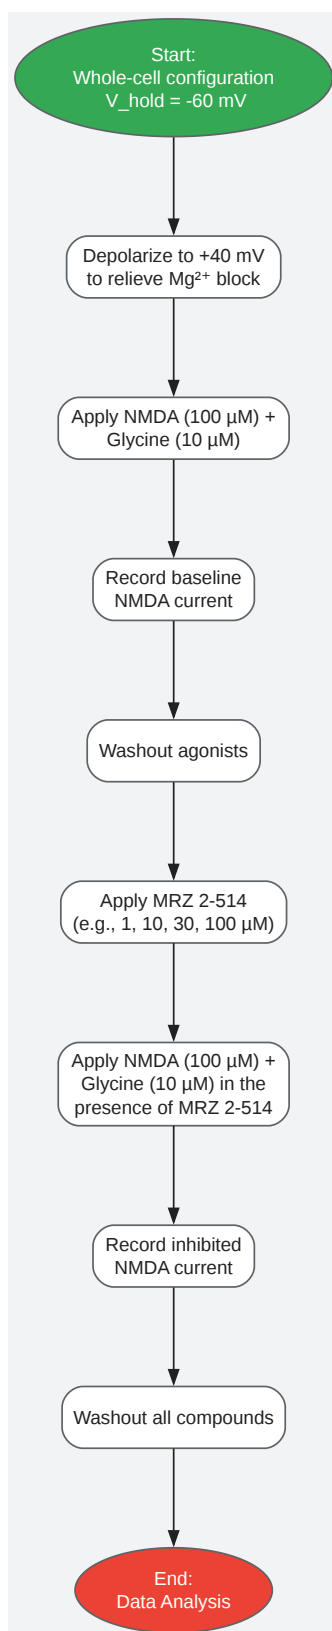 Start:
Whole-cell configuration
V_hold = -60 mV
Depolarize to +40 mV
to relieve Mg²⁺ block
Apply NMDA (100 µM) +
Glycine (10 µM)
Record baseline
NMDA current
Washout agonists
Apply MRZ 2-514
(e.g., 1, 10, 30, 100 µM)
Apply NMDA (100 µM) +
Glycine (10 µM) in the
presence of MRZ 2-514
Record inhibited
NMDA current
Washout all compounds
End:
Data Analysis